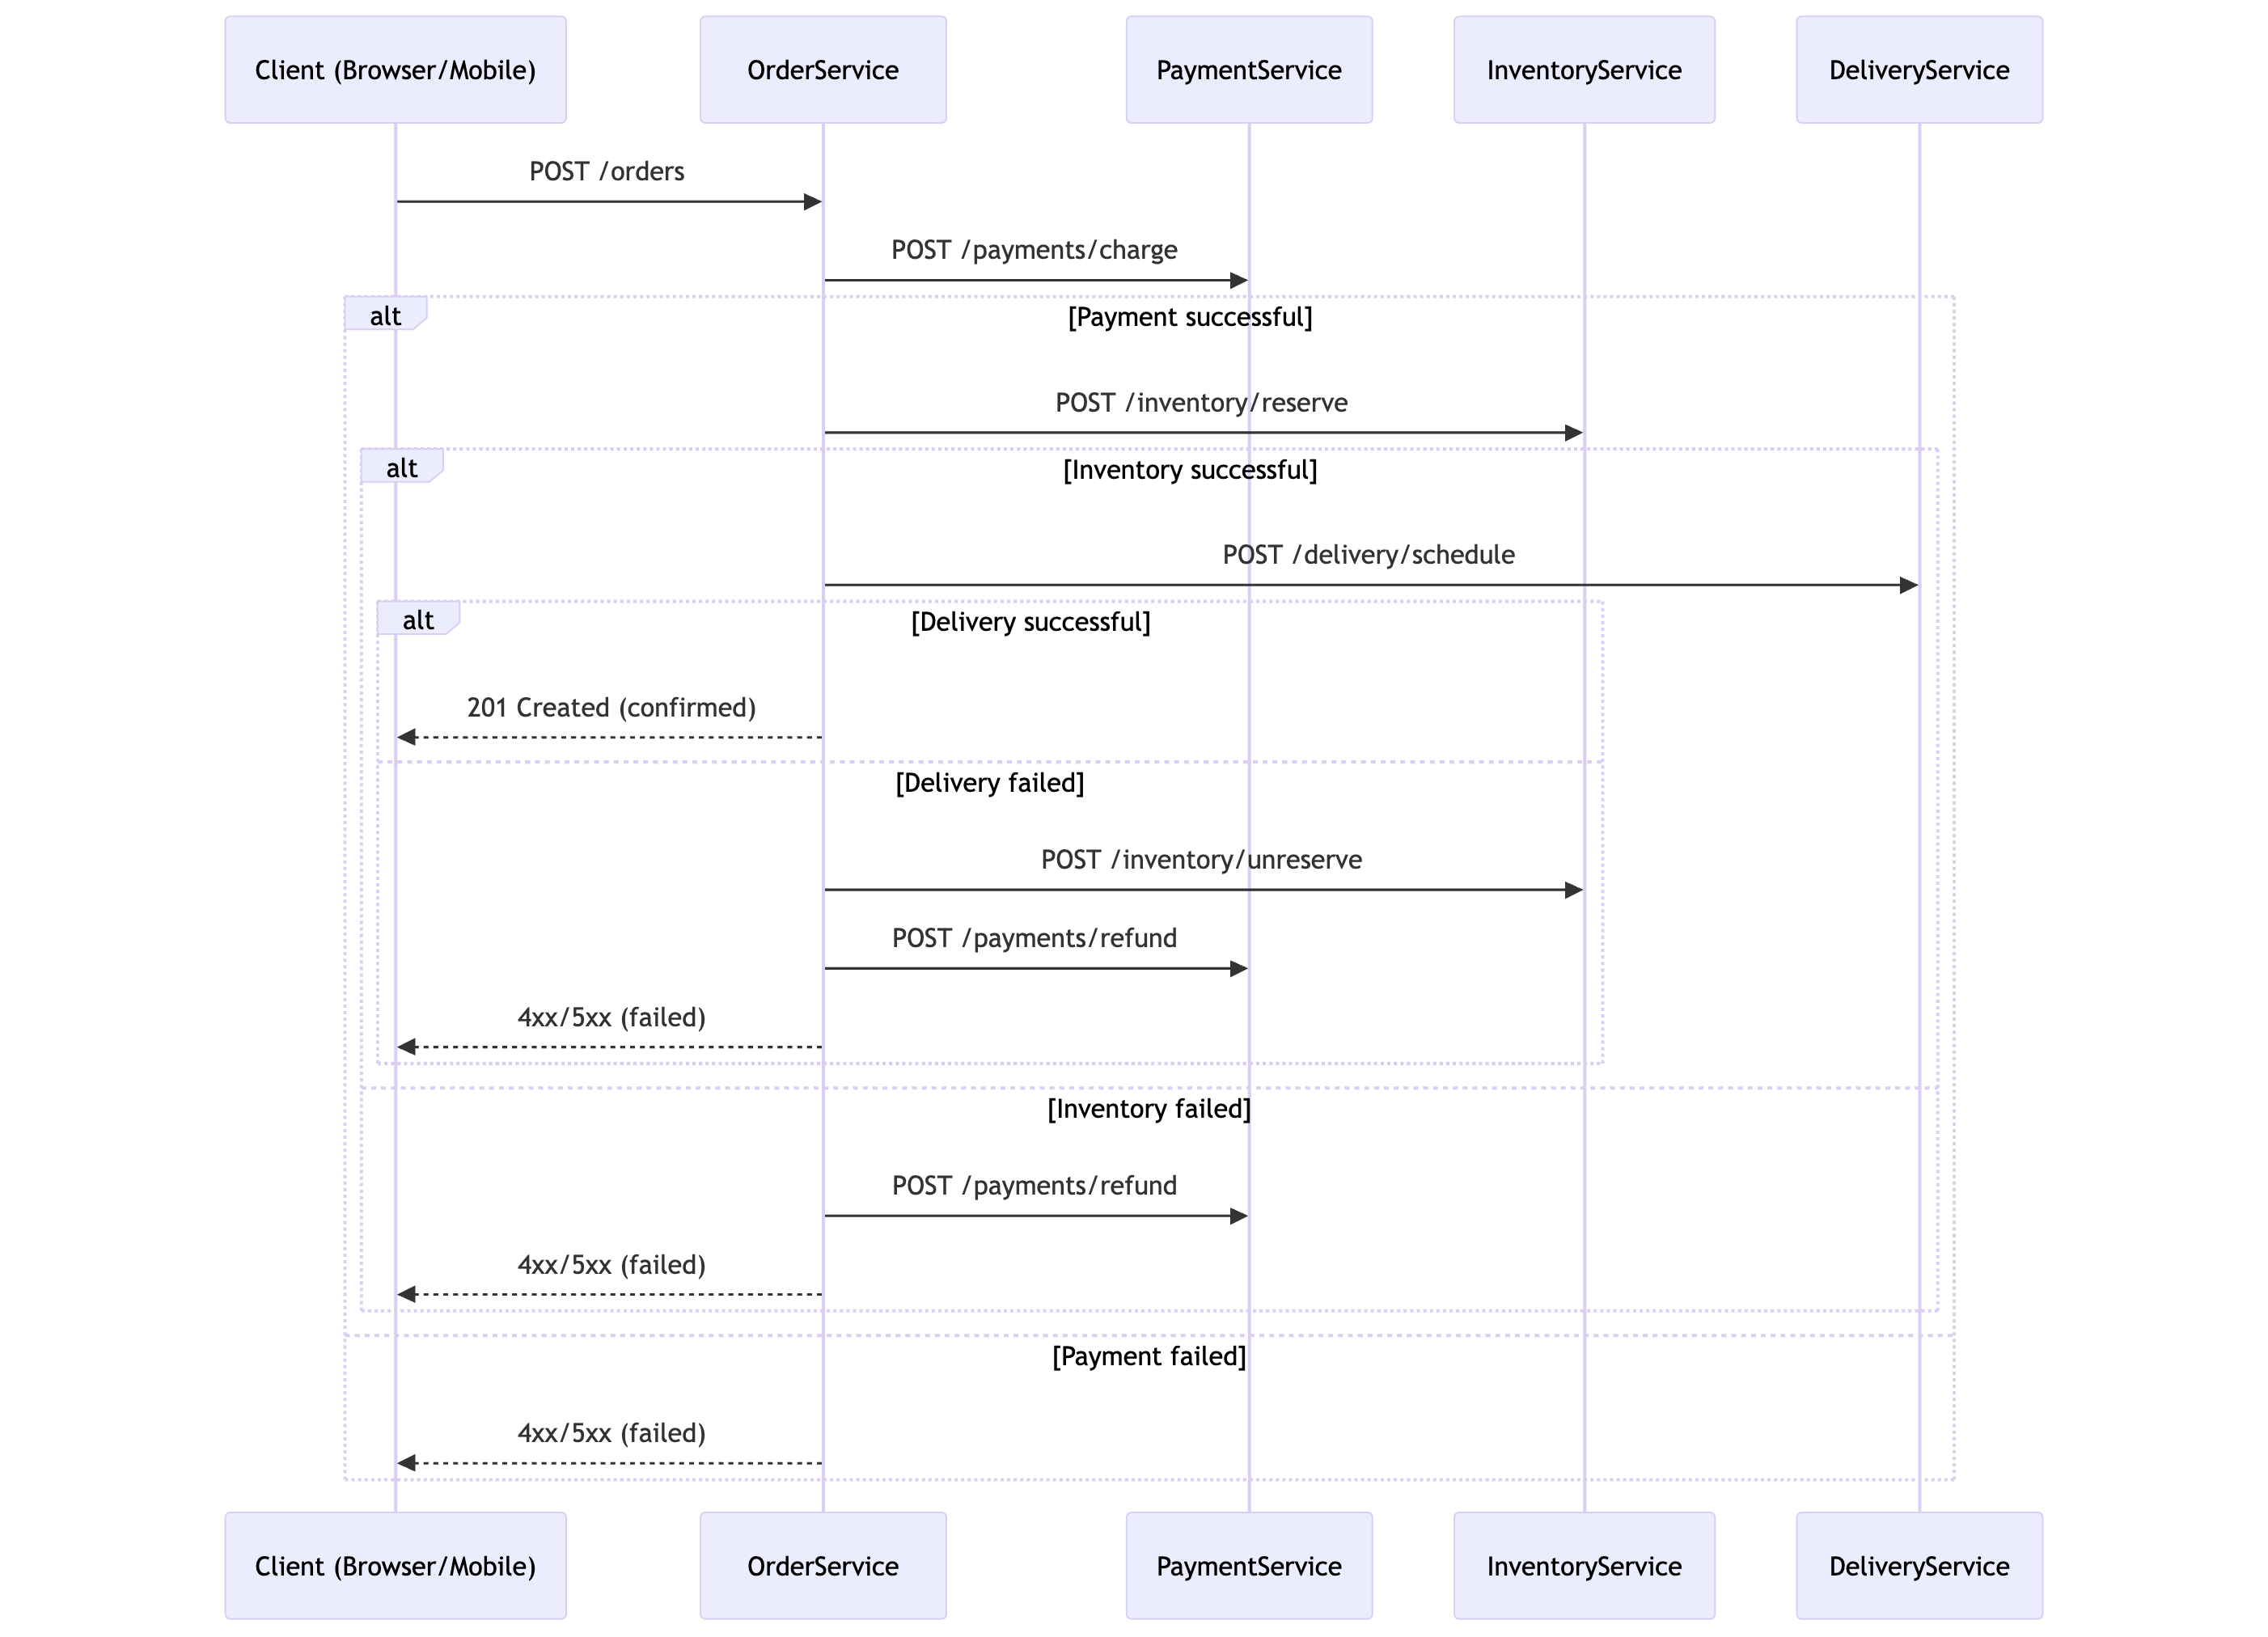 Client (Browser/Mobile)
OrderService
PaymentService
InventoryService
DeliveryService
POST /orders
POST /payments/charge
alt
[Payment successful]
POST /inventory/reserve
alt
[Inventory successful]
POST /delivery/schedule
alt
[Delivery successful]
201 Created (confirmed)
[Delivery failed]
POST /inventory/unreserve
POST /payments/refund
4xx/5xx (failed)
[Inventory failed]
POST /payments/refund
4xx/5xx (failed)
[Payment failed]
4xx/5xx (failed)
Client (Browser/Mobile)
OrderService
PaymentService
InventoryService
DeliveryService